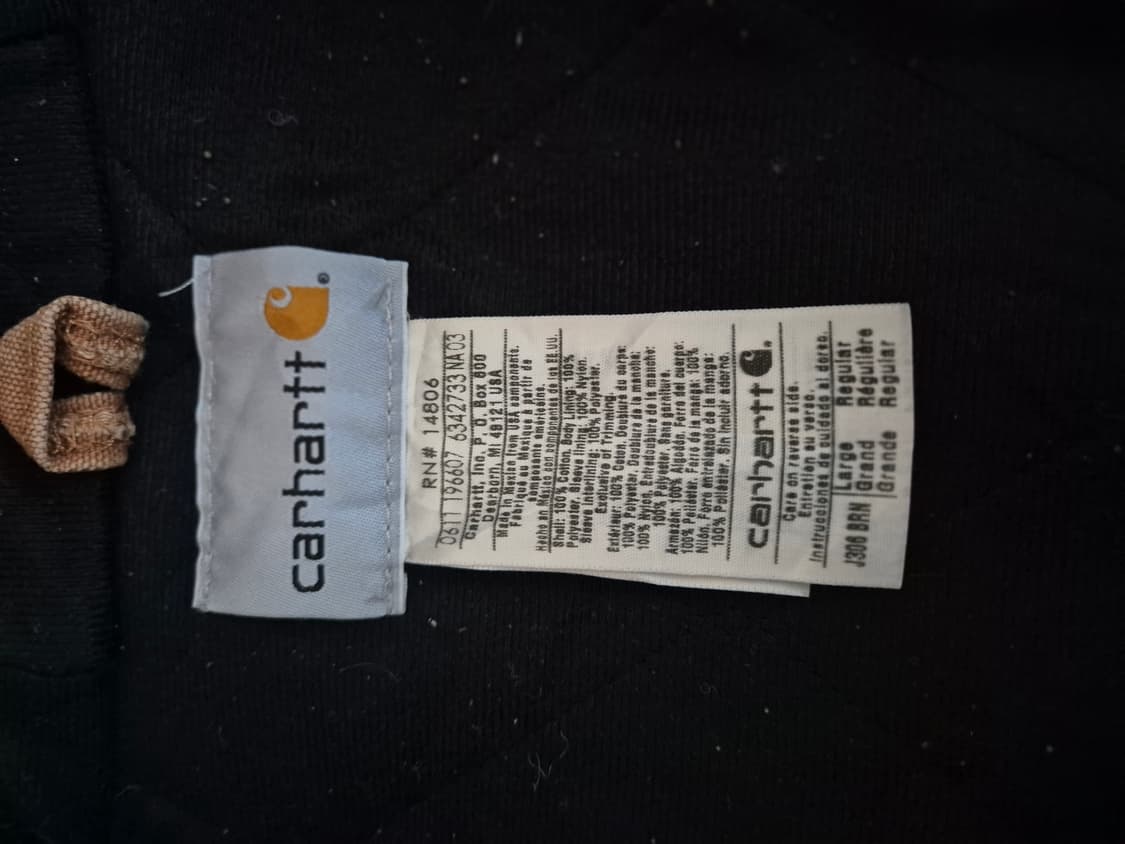 carhartt ®
RN# 14806
0611 196607 6342733 NA 03
Carhartt, Inc. P. O. Box 600
Dearborn, MI 48121 USA
Made in Mexico from USA components.
Fabriqué au Mexique à partir de
composants américains.
Hecho in México con componentes de los EE.UU.
Shell: 100% Cotton. Body Lining: 100%
Polyester. Sleeve lining: 100% Nylon.
Sleeve Interlining: 100% Polyester.
Exclusive of Trimming.
Extérieur: 100% Coton. Doublure du corps:
100% Polyester. Doublure de la manche:
100% Nylon. Entredoublure de la manche:
100% Polyester. Sans garniture.
Armazón: 100% Algodón. Forro del cuerpo:
100% Poliéster. Forro de la manga: 100%
Nilón. Forro entrelazado de la manga:
100% poliéster. Sin incluir adorno.
carhartt ®
Care on reverse side.
Entretien au verso.
Instrucciones de cuidado al dorso.
J306 BRN Large Regular
Grand Régulière
Grande Regular